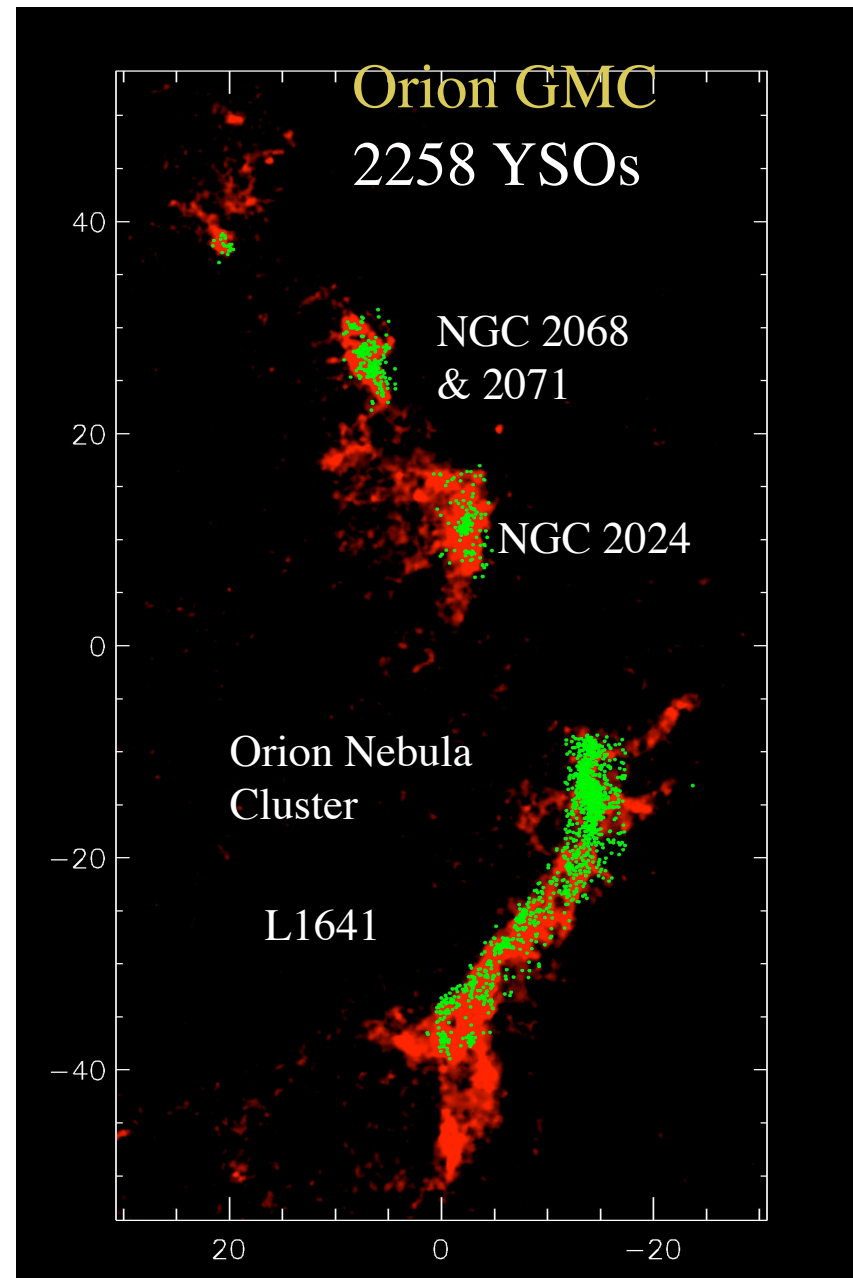 Orion GMC
2258 YSOs
40
NGC 2068
& 2071
20
NGC 2024
0
Orion Nebula
Cluster
−20
L1641
−40
20 0 −20